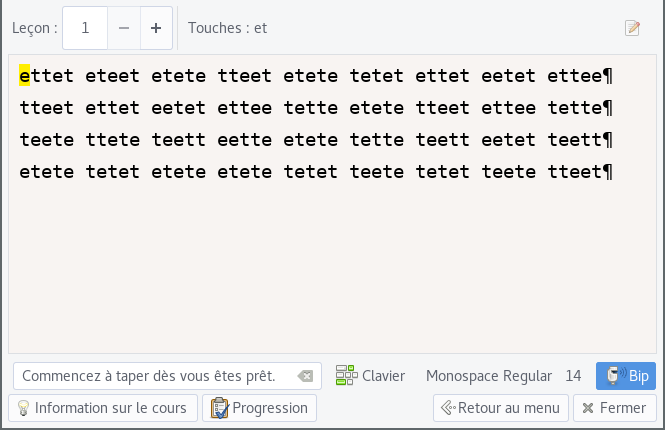 Leçon : 1 − + Touches : et
ettet eteet etete tteet etete tetet ettet eetet ettee¶
tteet ettet eetet ettee tette etete tteet ettee tette¶
teete ttete teett eette etete tette teett eetet teett¶
etete tetet etete etete tetet teete tetet teete tteet¶
Commencez à taper dès vous êtes prêt. Clavier Monospace Regular 14 Bip
Information sur le cours Progression Retour au menu Fermer